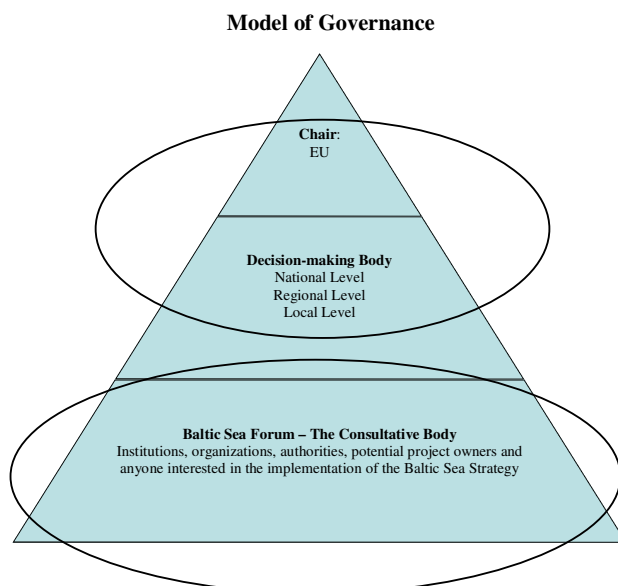 Model of Governance
Chair:
EU
Decision-making Body
National Level
Regional Level
Local Level
Baltic Sea Forum – The Consultative Body
Institutions, organizations, authorities, potential project owners and
anyone interested in the implementation of the Baltic Sea Strategy